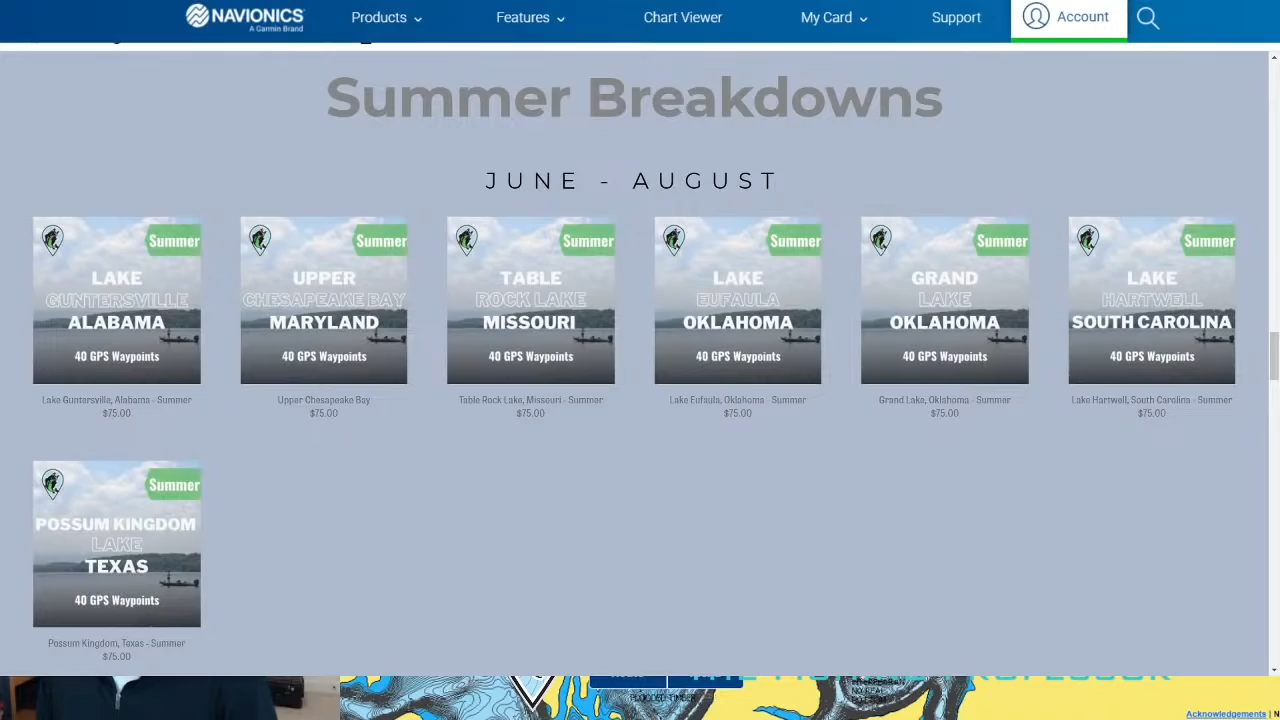 NAVIONICS
A Garmin Brand
Products
Features
Chart Viewer
My Card
Support
Account
Summer Breakdowns
JUNE - AUGUST
Summer
LAKE
GUNTERSVILLE
ALABAMA
40 GPS Waypoints
Lake Guntersville, Alabama - Summer
$75.00
Summer
UPPER
CHESAPEAKE BAY
MARYLAND
40 GPS Waypoints
Upper Chesapeake Bay
$75.00
Summer
TABLE
ROCK LAKE
MISSOURI
40 GPS Waypoints
Table Rock Lake, Missouri - Summer
$75.00
Summer
LAKE
EUFAULA
OKLAHOMA
40 GPS Waypoints
Lake Eufaula, Oklahoma - Summer
$75.00
Summer
GRAND
LAKE
OKLAHOMA
40 GPS Waypoints
Grand Lake, Oklahoma - Summer
$75.00
Summer
LAKE
HARTWELL
SOUTH CAROLINA
40 GPS Waypoints
Lake Hartwell, South Carolina - Summer
$75.00
Summer
POSSUM KINGDOM
LAKE
TEXAS
40 GPS Waypoints
Possum Kingdom, Texas - Summer
$75.00
Acknowledgements | N